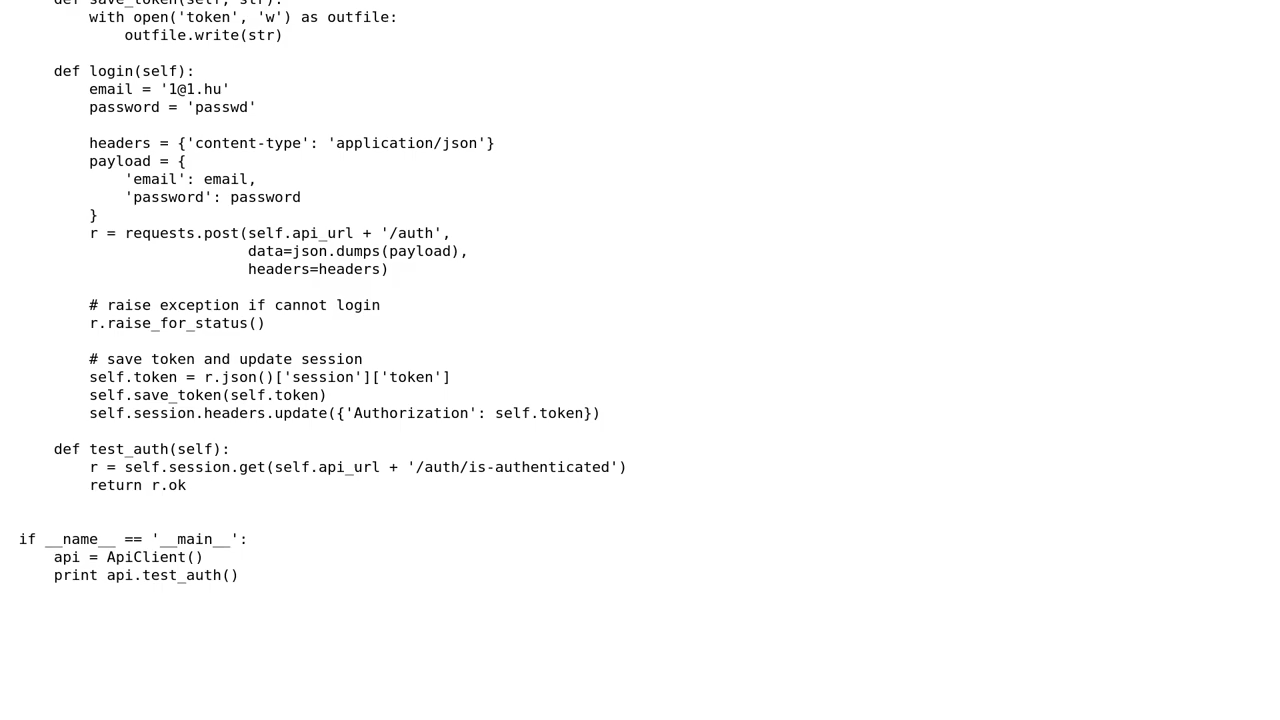 def save_token(self, str):
        with open('token', 'w') as outfile:
            outfile.write(str)

    def login(self):
        email = '1@1.hu'
        password = 'passwd'

        headers = {'content-type': 'application/json'}
        payload = {
            'email': email,
            'password': password
        }
        r = requests.post(self.api_url + '/auth',
                          data=json.dumps(payload),
                          headers=headers)

        # raise exception if cannot login
        r.raise_for_status()

        # save token and update session
        self.token = r.json()['session']['token']
        self.save_token(self.token)
        self.session.headers.update({'Authorization': self.token})

    def test_auth(self):
        r = self.session.get(self.api_url + '/auth/is-authenticated')
        return r.ok


if __name__ == '__main__':
    api = ApiClient()
    print api.test_auth()